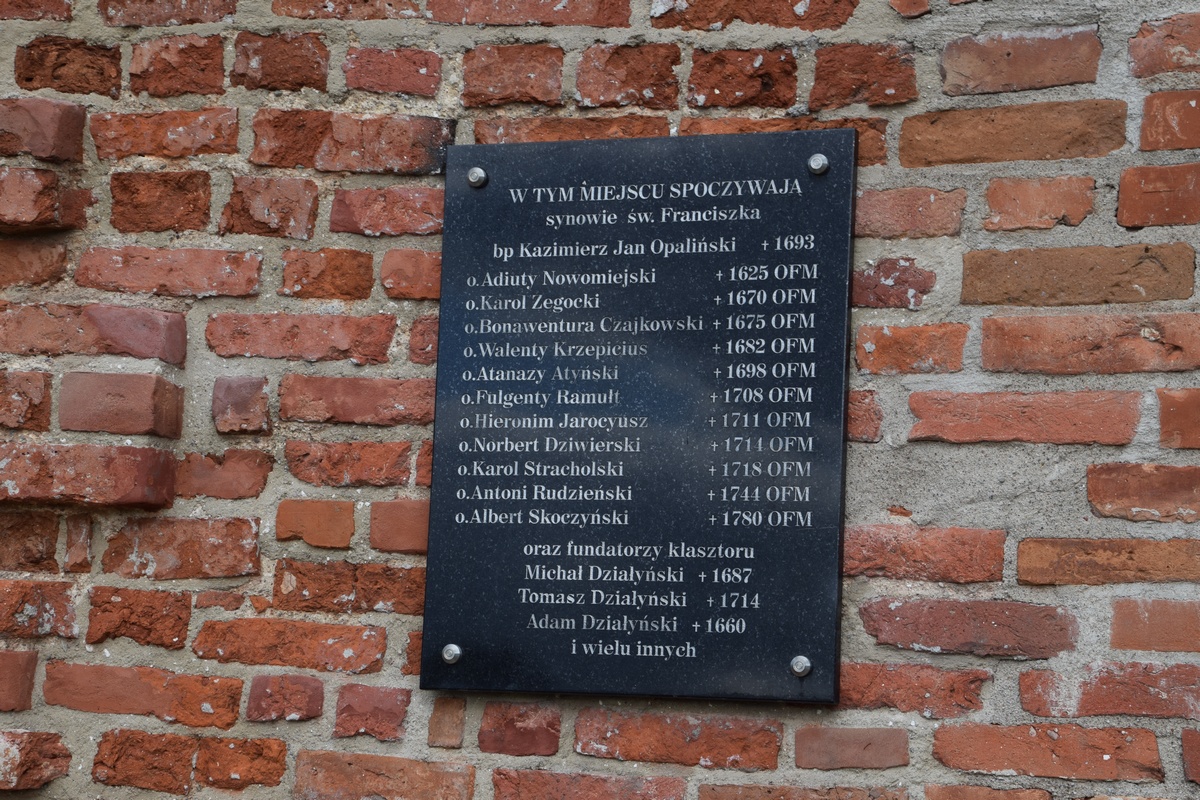 W TYM MIEJSCU SPOCZYWAJĄ
synowie św. Franciszka
bp Kazimierz Jan Opaliński † 1693
o. Adiuty Nowomiejski † 1625 OFM
o. Karol Zegocki † 1670 OFM
o. Bonawentura Czajkowski † 1675 OFM
o. Walenty Krzepicius † 1682 OFM
o. Atanazy Atyński † 1698 OFM
o. Fulgenty Ramułt † 1708 OFM
o. Hieronim Jarocyusz † 1711 OFM
o. Norbert Dziwierski † 1714 OFM
o. Karol Stracholski † 1718 OFM
o. Antoni Rudzieński † 1744 OFM
o. Albert Skoczyński † 1780 OFM
oraz fundatorzy klasztoru
Michał Działyński † 1687
Tomasz Działyński † 1714
Adam Działyński † 1660
i wielu innych